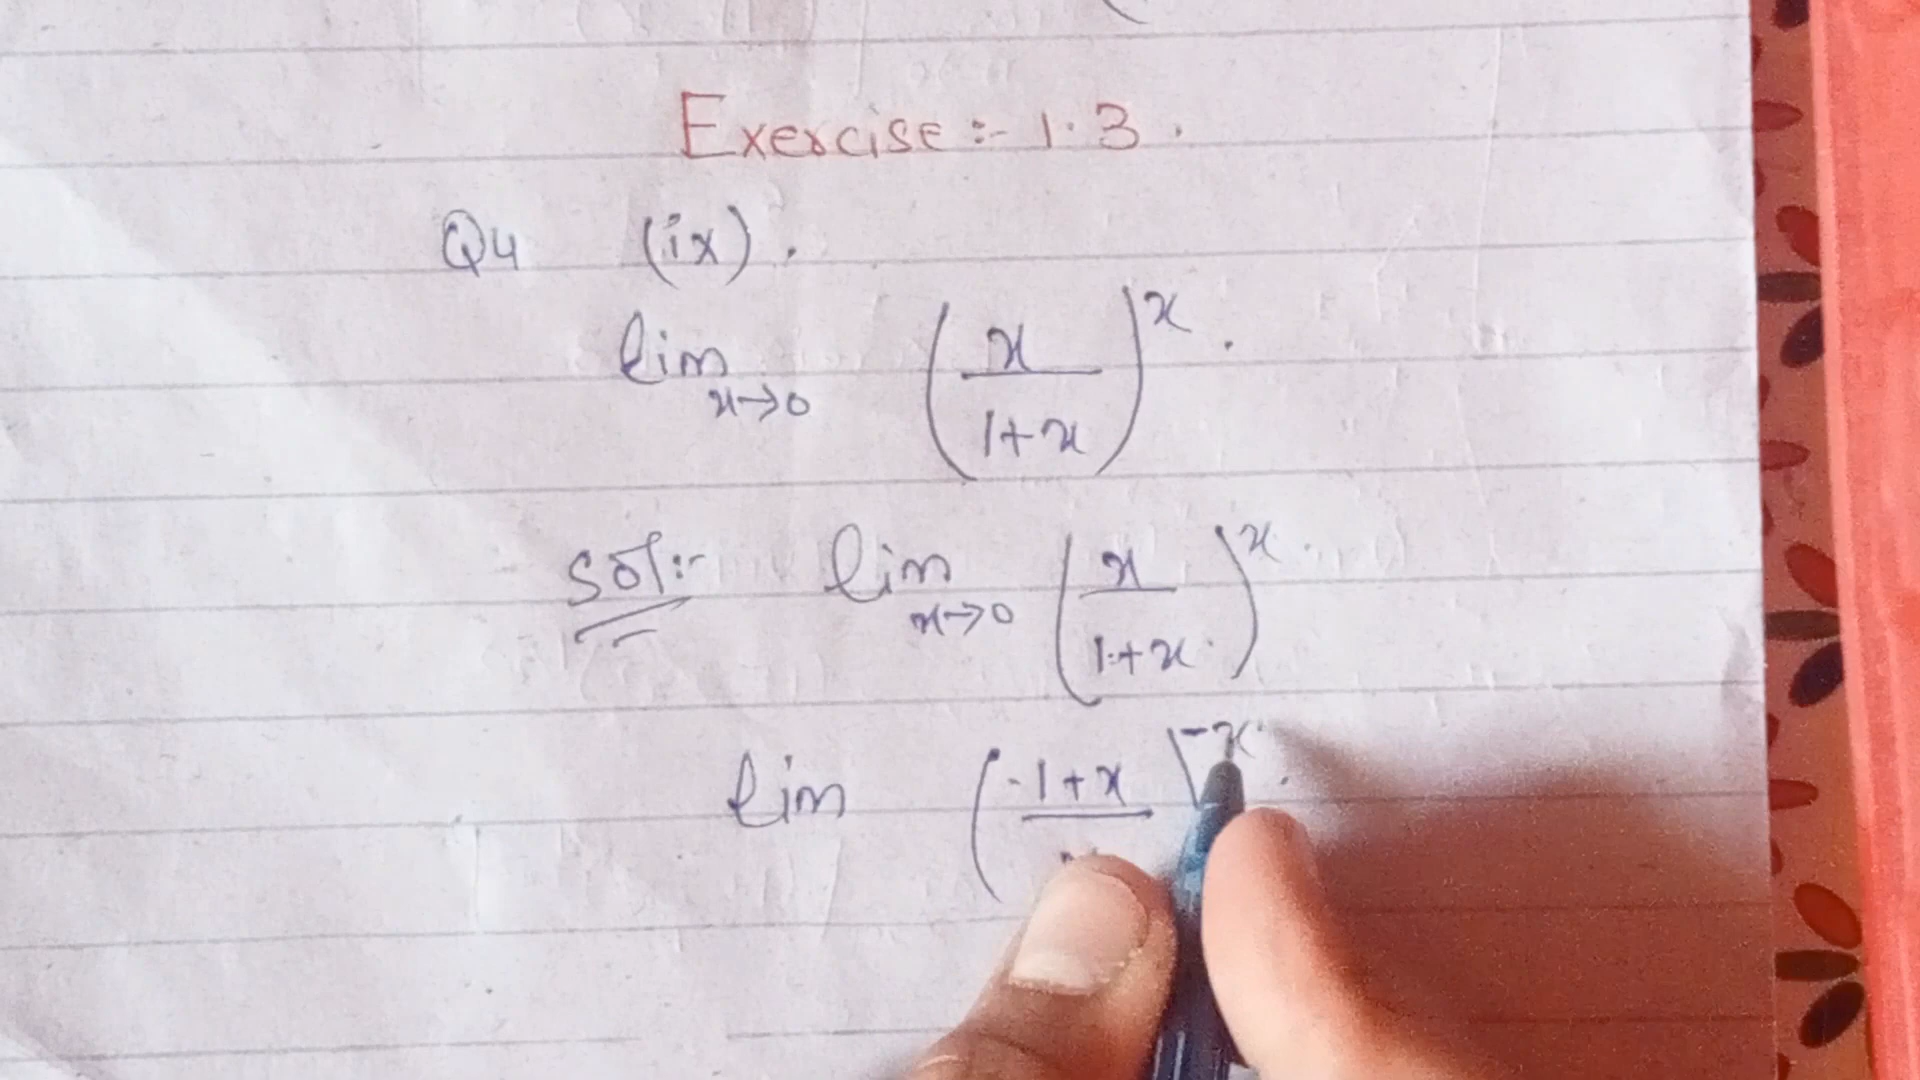 Exercise :- 1.3.
Q4 (ix).
lim x→0 (x/1+x)^x.
Sol:- lim x→0 (x/1+x)^x.
lim (-1+x/x)^-x.